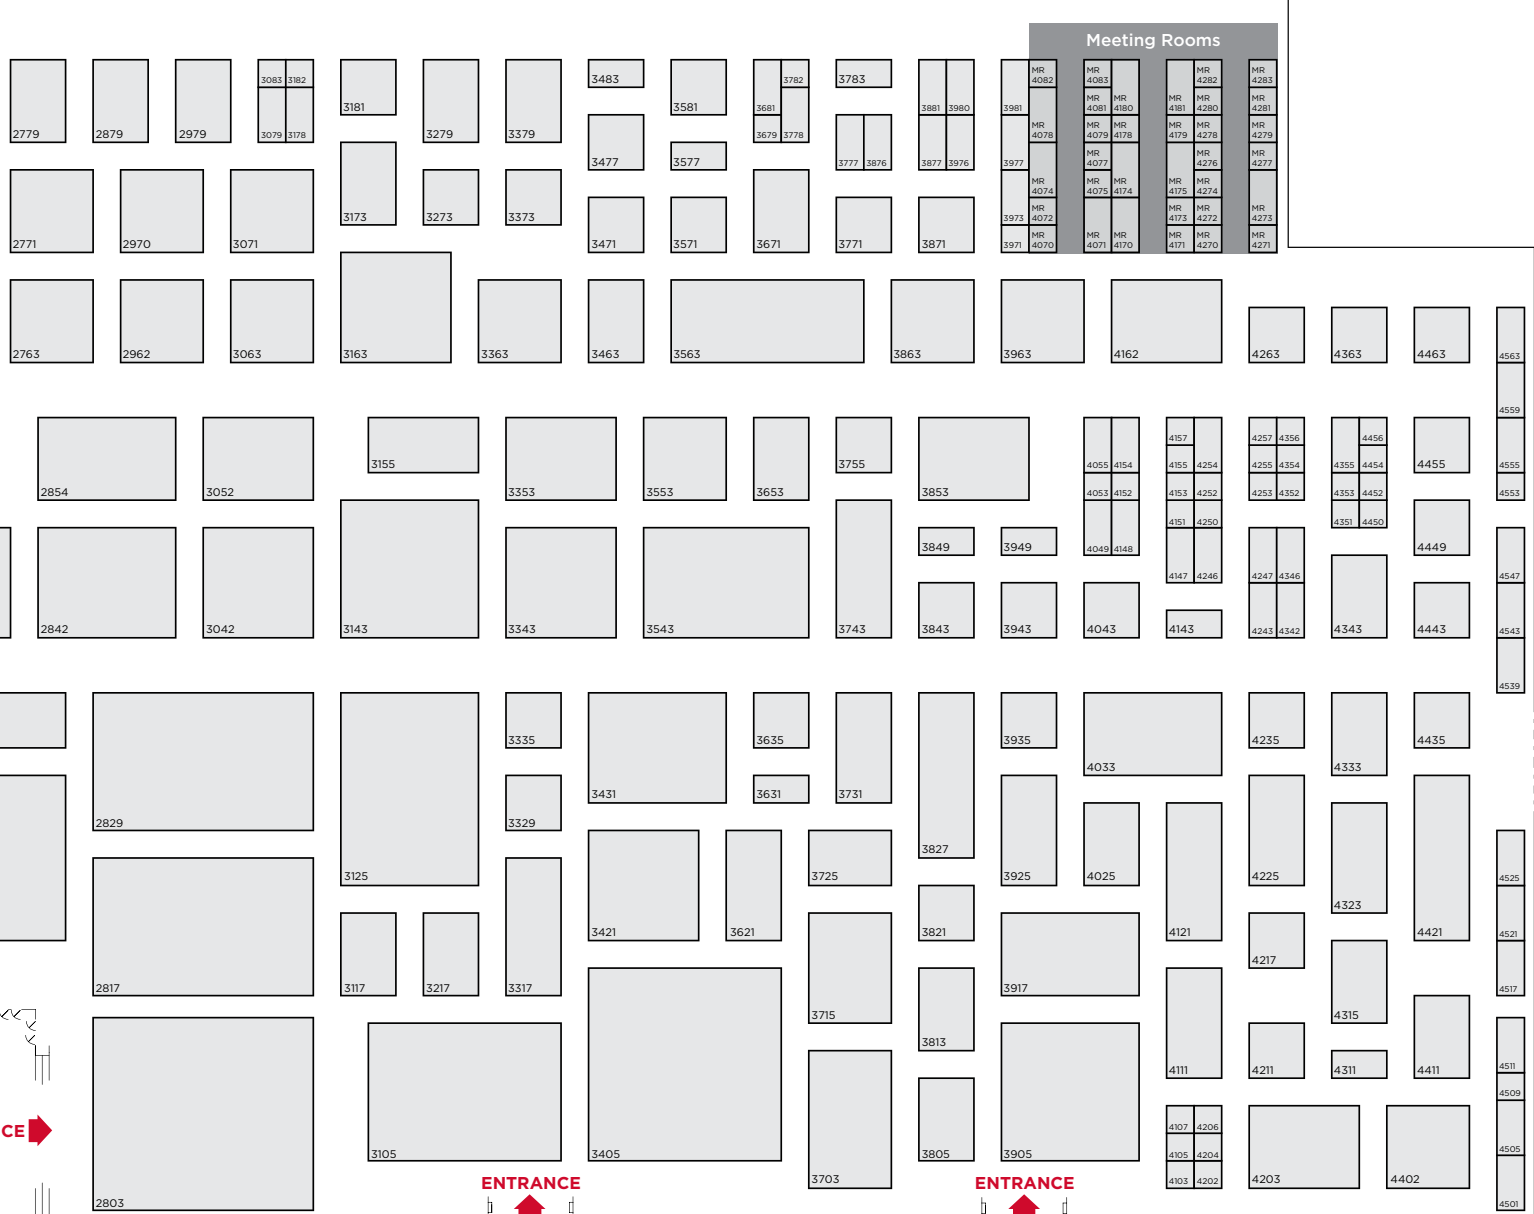 Meeting Rooms
3083 3182 3483 3581 3782 3783 MR 4082 MR 4083 MR 4282 MR 4283
2779 2879 2979 3079 3178 3181 3279 3379 3681 3881 3980 3981 MR 4081 MR 4180 MR 4181 MR 4280 MR 4281
3477 3577 3679 3778 3777 3876 3877 3976 3977 MR 4078 MR 4079 MR 4178 MR 4179 MR 4278 MR 4279
MR 4077 MR 4276 MR 4277
MR 4074 MR 4075 MR 4174 MR 4175 MR 4274
2771 2970 3071 3173 3273 3373 3471 3571 3671 3771 3871 3973 MR 4072 MR 4173 MR 4272 MR 4273
3971 MR 4070 MR 4071 MR 4170 MR 4171 MR 4270 MR 4271
2763 2962 3063 3163 3363 3463 3563 3863 3963 4162 4263 4363 4463 4563
4559
4157 4257 4356 4456
3155 3755 4055 4154 4155 4254 4255 4354 4355 4454 4455 4555
2854 3052 3353 3553 3653 3853 4053 4152 4153 4252 4253 4352 4353 4452 4553
4151 4250 4351 4450
3849 3949 4049 4148 4449
4147 4246 4247 4346 4547
2842 3042 3143 3343 3543 3743 3843 3943 4043 4143 4243 4342 4343 4443 4543
4539
3335 3635 3935 4235 4435
4033 4333
3431 3631 3731
2829 3329
3827
3125 3725 3925 4025 4225 4525
4323
3421 3621 3821 4121 4421 4521
4217
2817 3117 3217 3317 3917 4517
3715 4315
3813
4111 4211 4311 4411 4511
4509
CE
4107 4206
3105 3405 3805 3905 4105 4204 4505
3703 4103 4202 4203 4402
ENTRANCE ENTRANCE
2803 4501